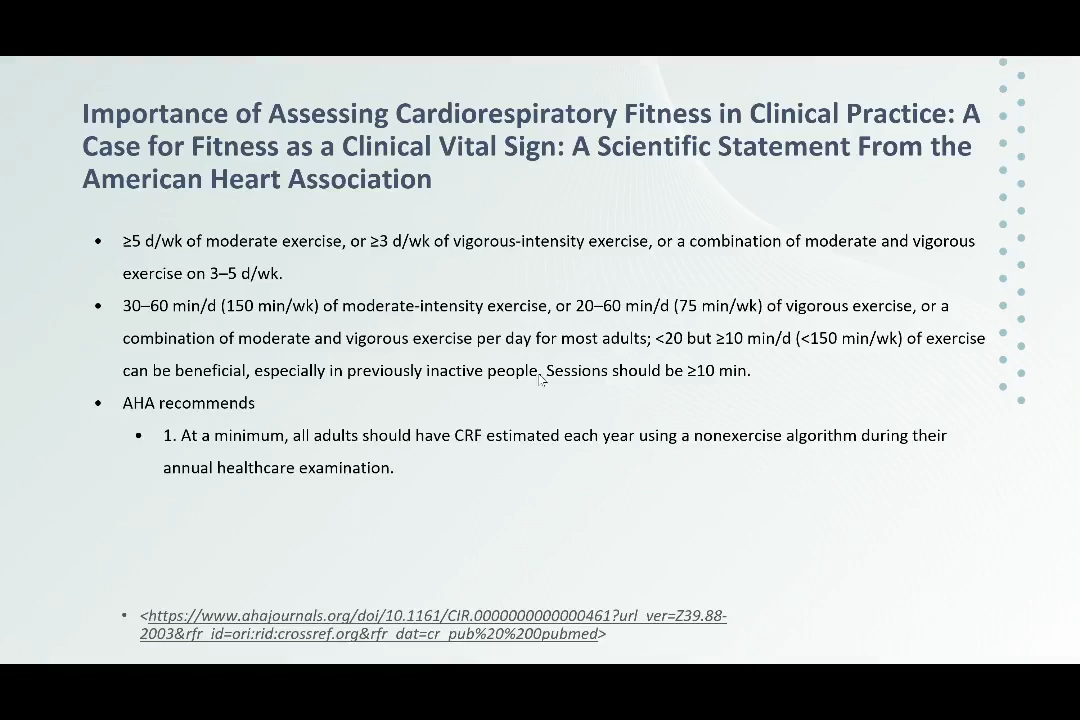 Importance of Assessing Cardiorespiratory Fitness in Clinical Practice: A
Case for Fitness as a Clinical Vital Sign: A Scientific Statement From the
American Heart Association
• ≥5 d/wk of moderate exercise, or ≥3 d/wk of vigorous-intensity exercise, or a combination of moderate and vigorous
exercise on 3–5 d/wk.
• 30–60 min/d (150 min/wk) of moderate-intensity exercise, or 20–60 min/d (75 min/wk) of vigorous exercise, or a
combination of moderate and vigorous exercise per day for most adults; <20 but ≥10 min/d (<150 min/wk) of exercise
can be beneficial, especially in previously inactive people. Sessions should be ≥10 min.
• AHA recommends
• 1. At a minimum, all adults should have CRF estimated each year using a nonexercise algorithm during their
annual healthcare examination.
• <https://www.ahajournals.org/doi/10.1161/CIR.0000000000000461?url_ver=Z39.88-
2003&rfr_id=ori:rid:crossref.org&rfr_dat=cr_pub%20%200pubmed>